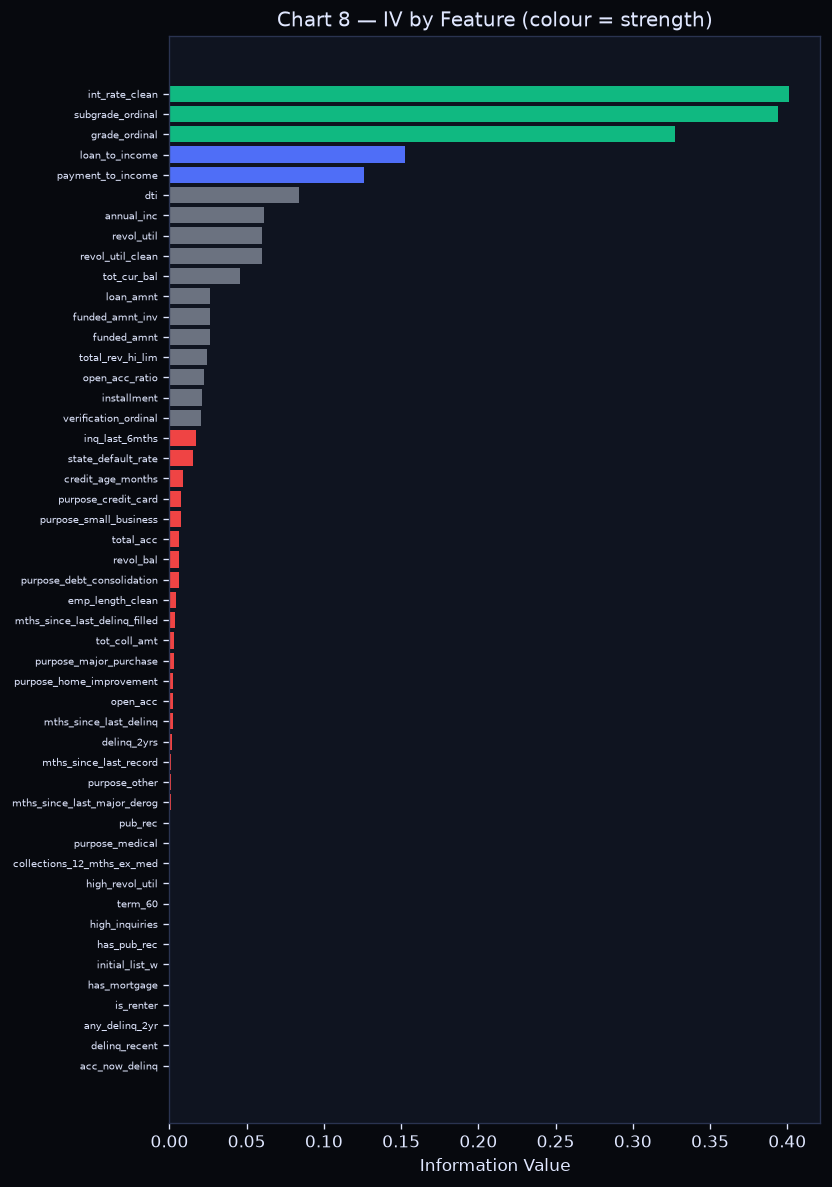 Chart 8 — IV by Feature (colour = strength)
int_rate_clean
subgrade_ordinal
grade_ordinal
loan_to_income
payment_to_income
dti
annual_inc
revol_util
revol_util_clean
tot_cur_bal
loan_amnt
funded_amnt_inv
funded_amnt
total_rev_hi_lim
open_acc_ratio
installment
verification_ordinal
inq_last_6mths
state_default_rate
credit_age_months
purpose_credit_card
purpose_small_business
total_acc
revol_bal
purpose_debt_consolidation
emp_length_clean
mths_since_last_delinq_filled
tot_coll_amt
purpose_major_purchase
purpose_home_improvement
open_acc
mths_since_last_delinq
delinq_2yrs
mths_since_last_record
purpose_other
mths_since_last_major_derog
pub_rec
purpose_medical
collections_12_mths_ex_med
high_revol_util
term_60
high_inquiries
has_pub_rec
initial_list_w
has_mortgage
is_renter
any_delinq_2yr
delinq_recent
acc_now_delinq
0.00 0.05 0.10 0.15 0.20 0.25 0.30 0.35 0.40
Information Value